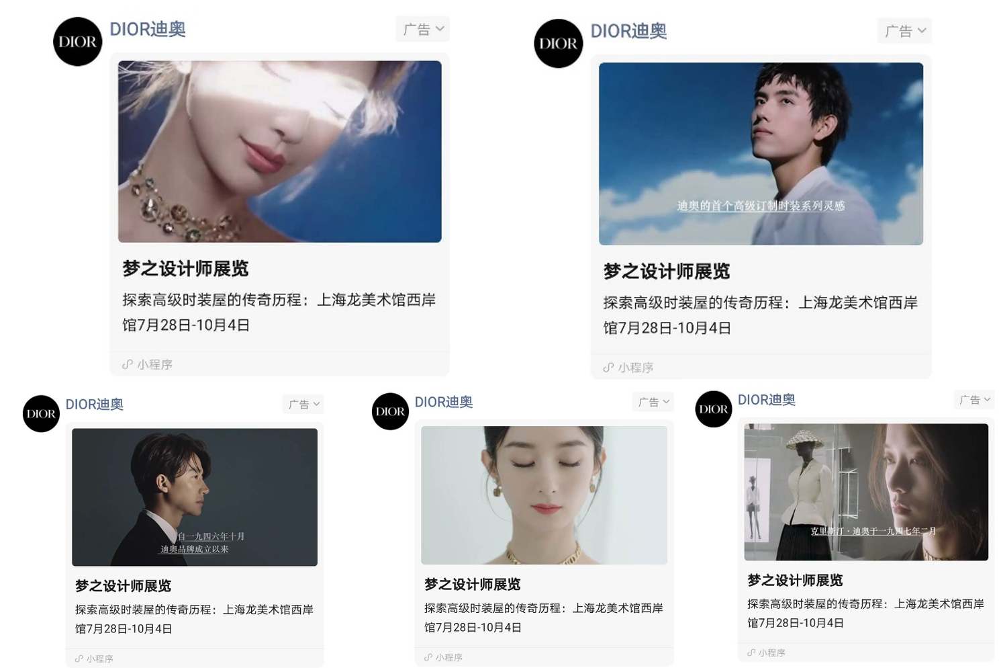 DIOR
DIOR迪奥
广告
梦之设计师展览
探索高级时装屋的传奇历程：上海龙美术馆西岸
馆7月28日-10月4日
小程序
DIOR
DIOR迪奥
广告
迪奥的首个高级订制时装系列灵感
梦之设计师展览
探索高级时装屋的传奇历程：上海龙美术馆西岸
馆7月28日-10月4日
小程序
DIOR
DIOR迪奥
广告
自一九四六年十月
迪奥品牌成立以来
梦之设计师展览
探索高级时装屋的传奇历程：上海龙美术馆西岸
馆7月28日-10月4日
小程序
DIOR
DIOR迪奥
广告
梦之设计师展览
探索高级时装屋的传奇历程：上海龙美术馆西岸
馆7月28日-10月4日
小程序
DIOR
DIOR迪奥
广告
克里斯汀·迪奥于一九四七年二月
梦之设计师展览
探索高级时装屋的传奇历程：上海龙美术馆西岸
馆7月28日-10月4日
小程序